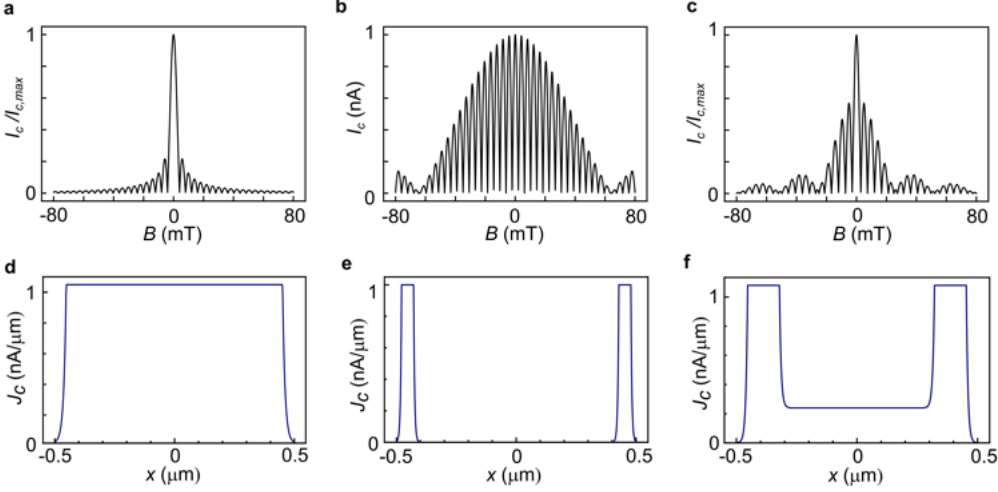 a
b
c
1
0
I_c /I_{c,max}
-80 0 80
B (mT)
1
0
I_c (nA)
-80 0 80
B (mT)
1
0
I_c /I_{c,max}
-80 0 80
B (mT)
d
e
f
1
0
J_C (nA/μm)
-0.5 0 0.5
x (μm)
1
0
J_C (nA/μm)
-0.5 0 0.5
x (μm)
1
0
J_C (nA/μm)
-0.5 0 0.5
x (μm)